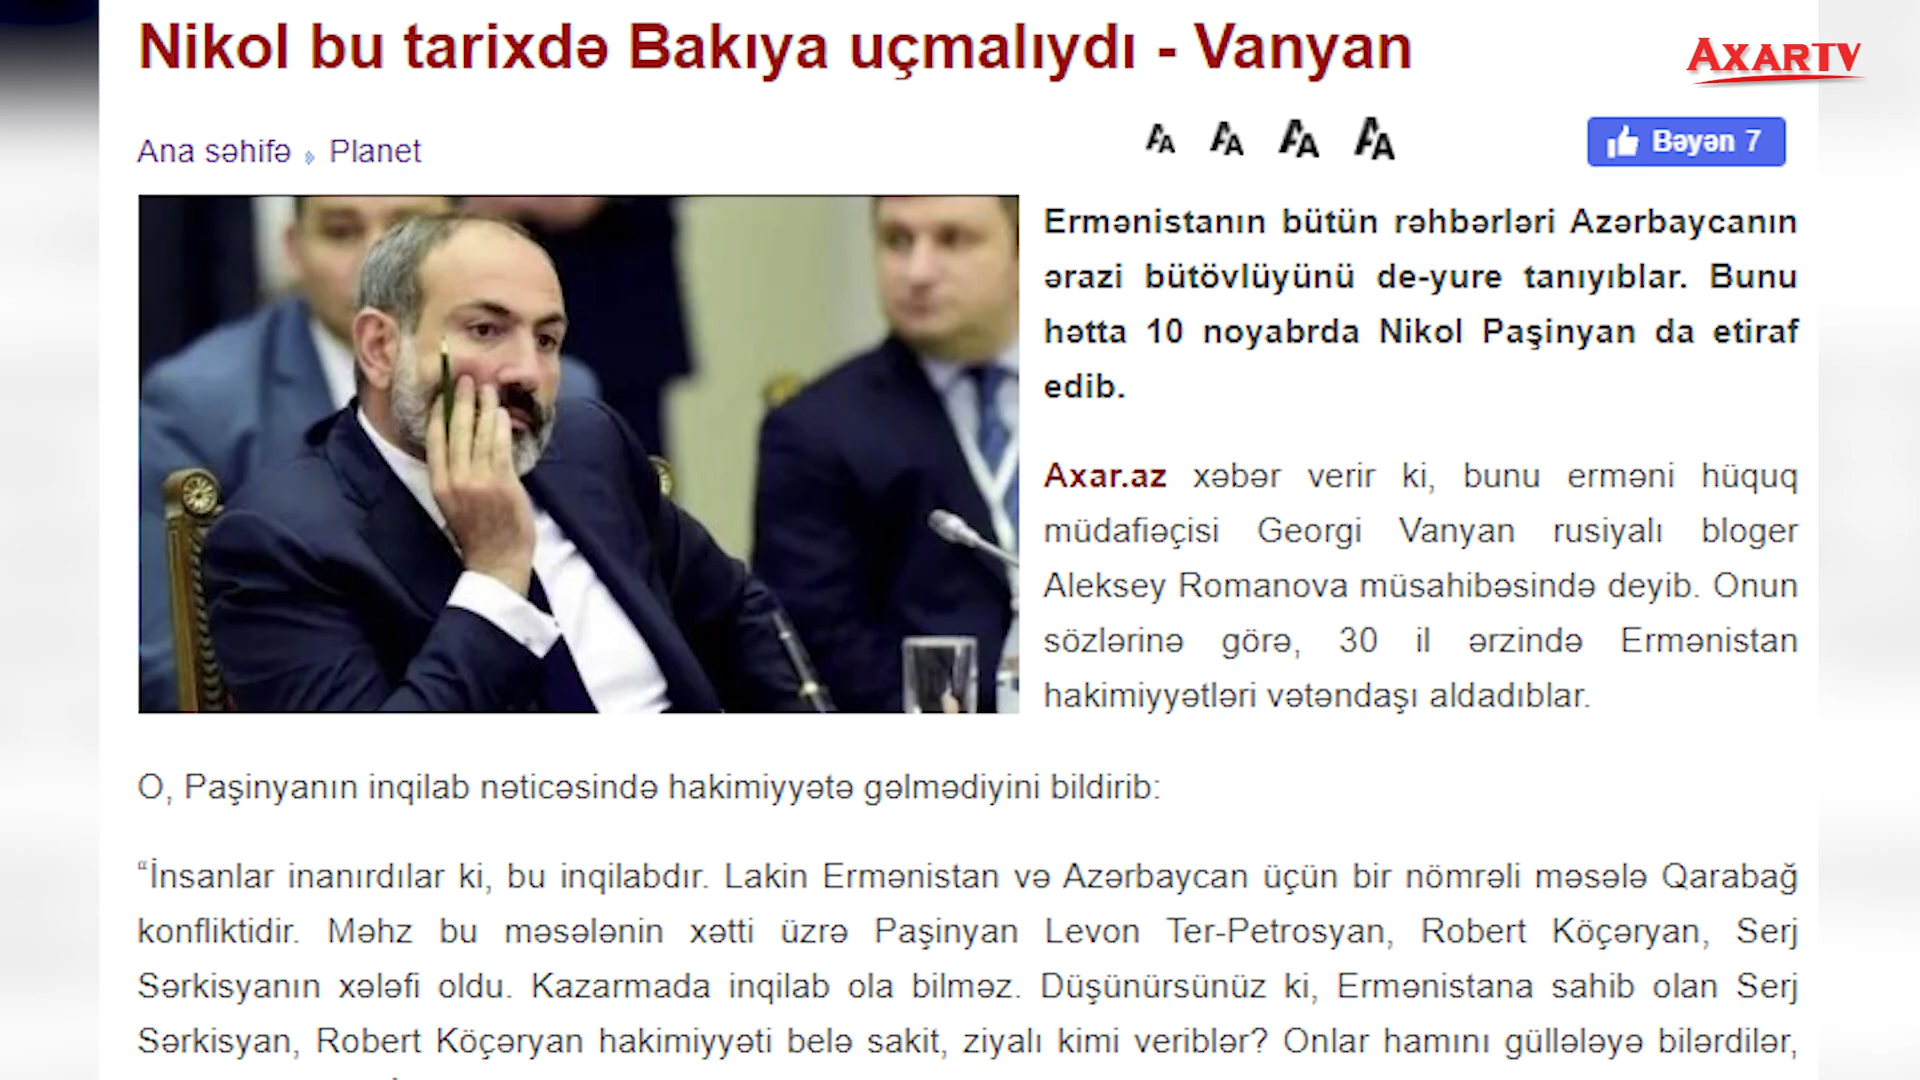 Nikol bu tarixdə Bakıya uçmalıydı - Vanyan
AXARTV
Ana səhifə Planet
AA AA AA AA
Bəyən 7
Ermənistanın bütün rəhbərləri Azərbaycanın
ərazi bütövlüyünü de-yure tanıyıblar. Bunu
hətta 10 noyabrda Nikol Paşinyan da etiraf
edib.
Axar.az xəbər verir ki, bunu erməni hüquq
müdafiəçisi Georgi Vanyan rusiyalı bloger
Aleksey Romanova müsahibəsində deyib. Onun
sözlərinə görə, 30 il ərzində Ermənistan
hakimiyyətləri vətəndaşı aldadıblar.
O, Paşinyanın inqilab nəticəsində hakimiyyətə gəlmədiyini bildirib:
“İnsanlar inanırdılar ki, bu inqilabdır. Lakin Ermənistan və Azərbaycan üçün bir nömrəli məsələ Qarabağ
konfliktidir. Məhz bu məsələnin xətti üzrə Paşinyan Levon Ter-Petrosyan, Robert Köçəryan, Serj
Sərkisyanın xələfi oldu. Kazarmada inqilab ola bilməz. Düşünürsünüz ki, Ermənistana sahib olan Serj
Sərkisyan, Robert Köçəryan hakimiyyəti belə sakit, ziyalı kimi veriblər? Onlar hamını güllələyə bilərdilər,